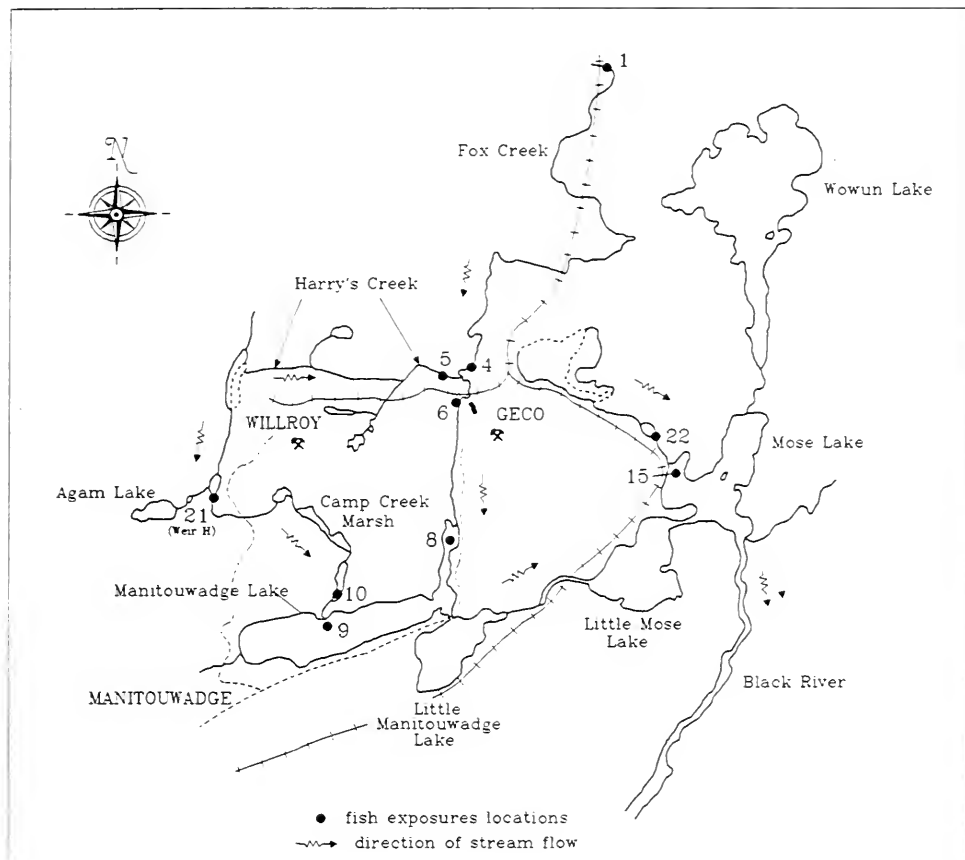 1
N
Fox Creek
Wowun Lake
Harry's Creek
5
4
6
WILLROY
GECO
22
Mose Lake
15
Agam Lake
21
(Weir H)
Camp Creek
Marsh
8
Manitouwadge Lake
10
9
Little Mose
Lake
MANITOUWADGE
Black River
Little
Manitouwadge
Lake
fish exposures locations
direction of stream flow